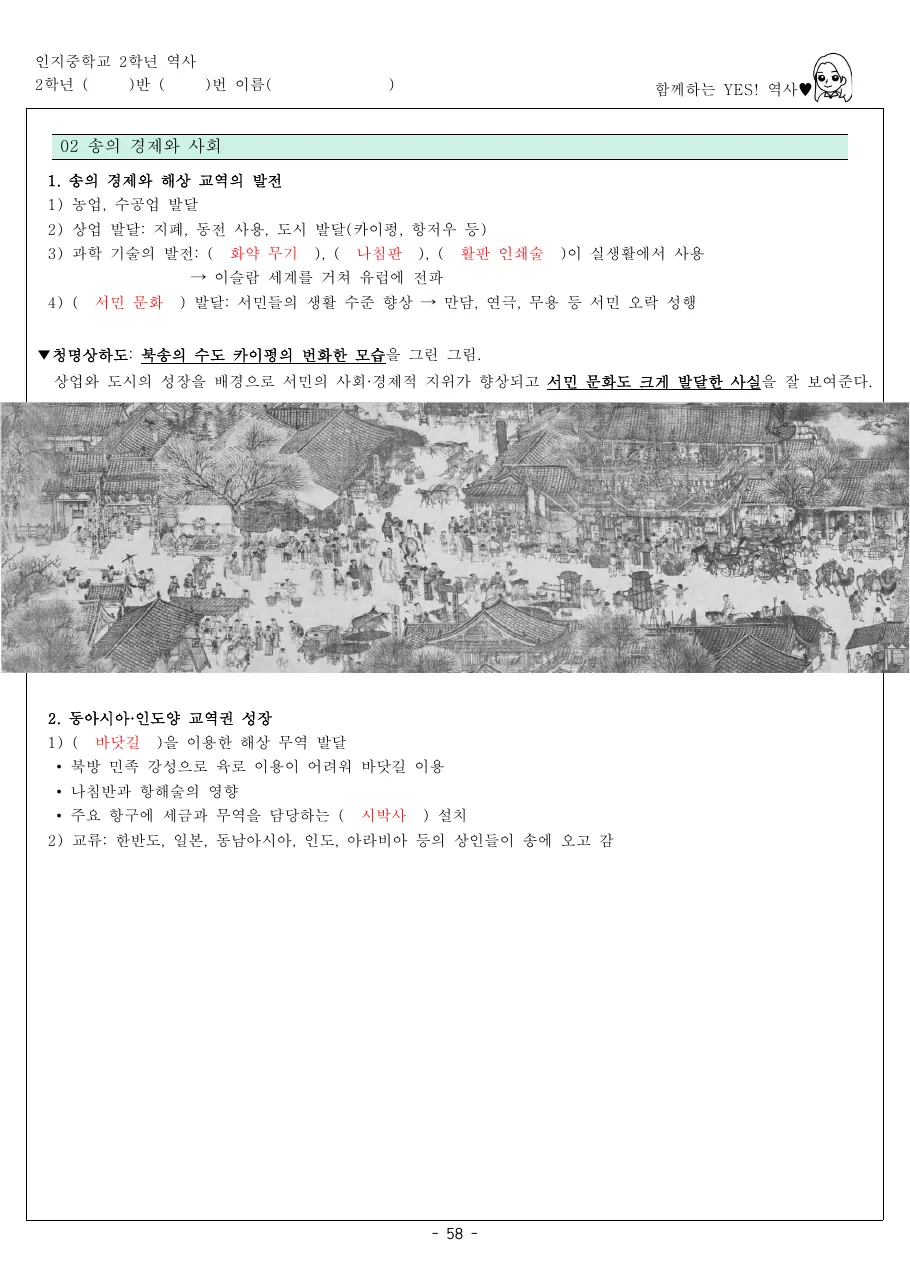 인지중학교 2학년 역사
2학년 (    )반 (    )번 이름(            )
함께하는 YES! 역사♥
02 송의 경제와 사회
1. 송의 경제와 해상 교역의 발전
1) 농업, 수공업 발달
2) 상업 발달: 지폐, 동전 사용, 도시 발달(카이펑, 항저우 등)
3) 과학 기술의 발전: (  화약 무기  ), (  나침판  ), (  활판 인쇄술  )이 실생활에서 사용
→ 이슬람 세계를 거쳐 유럽에 전파
4) (  서민 문화  ) 발달: 서민들의 생활 수준 향상 → 만담, 연극, 무용 등 서민 오락 성행
▼청명상하도: 북송의 수도 카이펑의 번화한 모습을 그린 그림.
상업와 도시의 성장을 배경으로 서민의 사회·경제적 지위가 향상되고 서민 문화도 크게 발달한 사실을 잘 보여준다.
2. 동아시아·인도양 교역권 성장
1) (  바닷길  )을 이용한 해상 무역 발달
• 북방 민족 강성으로 육로 이용이 어려워 바닷길 이용
• 나침반과 항해술의 영향
• 주요 항구에 세금과 무역을 담당하는 (  시박사  ) 설치
2) 교류: 한반도, 일본, 동남아시아, 인도, 아라비아 등의 상인들이 송에 오고 감
- 58 -